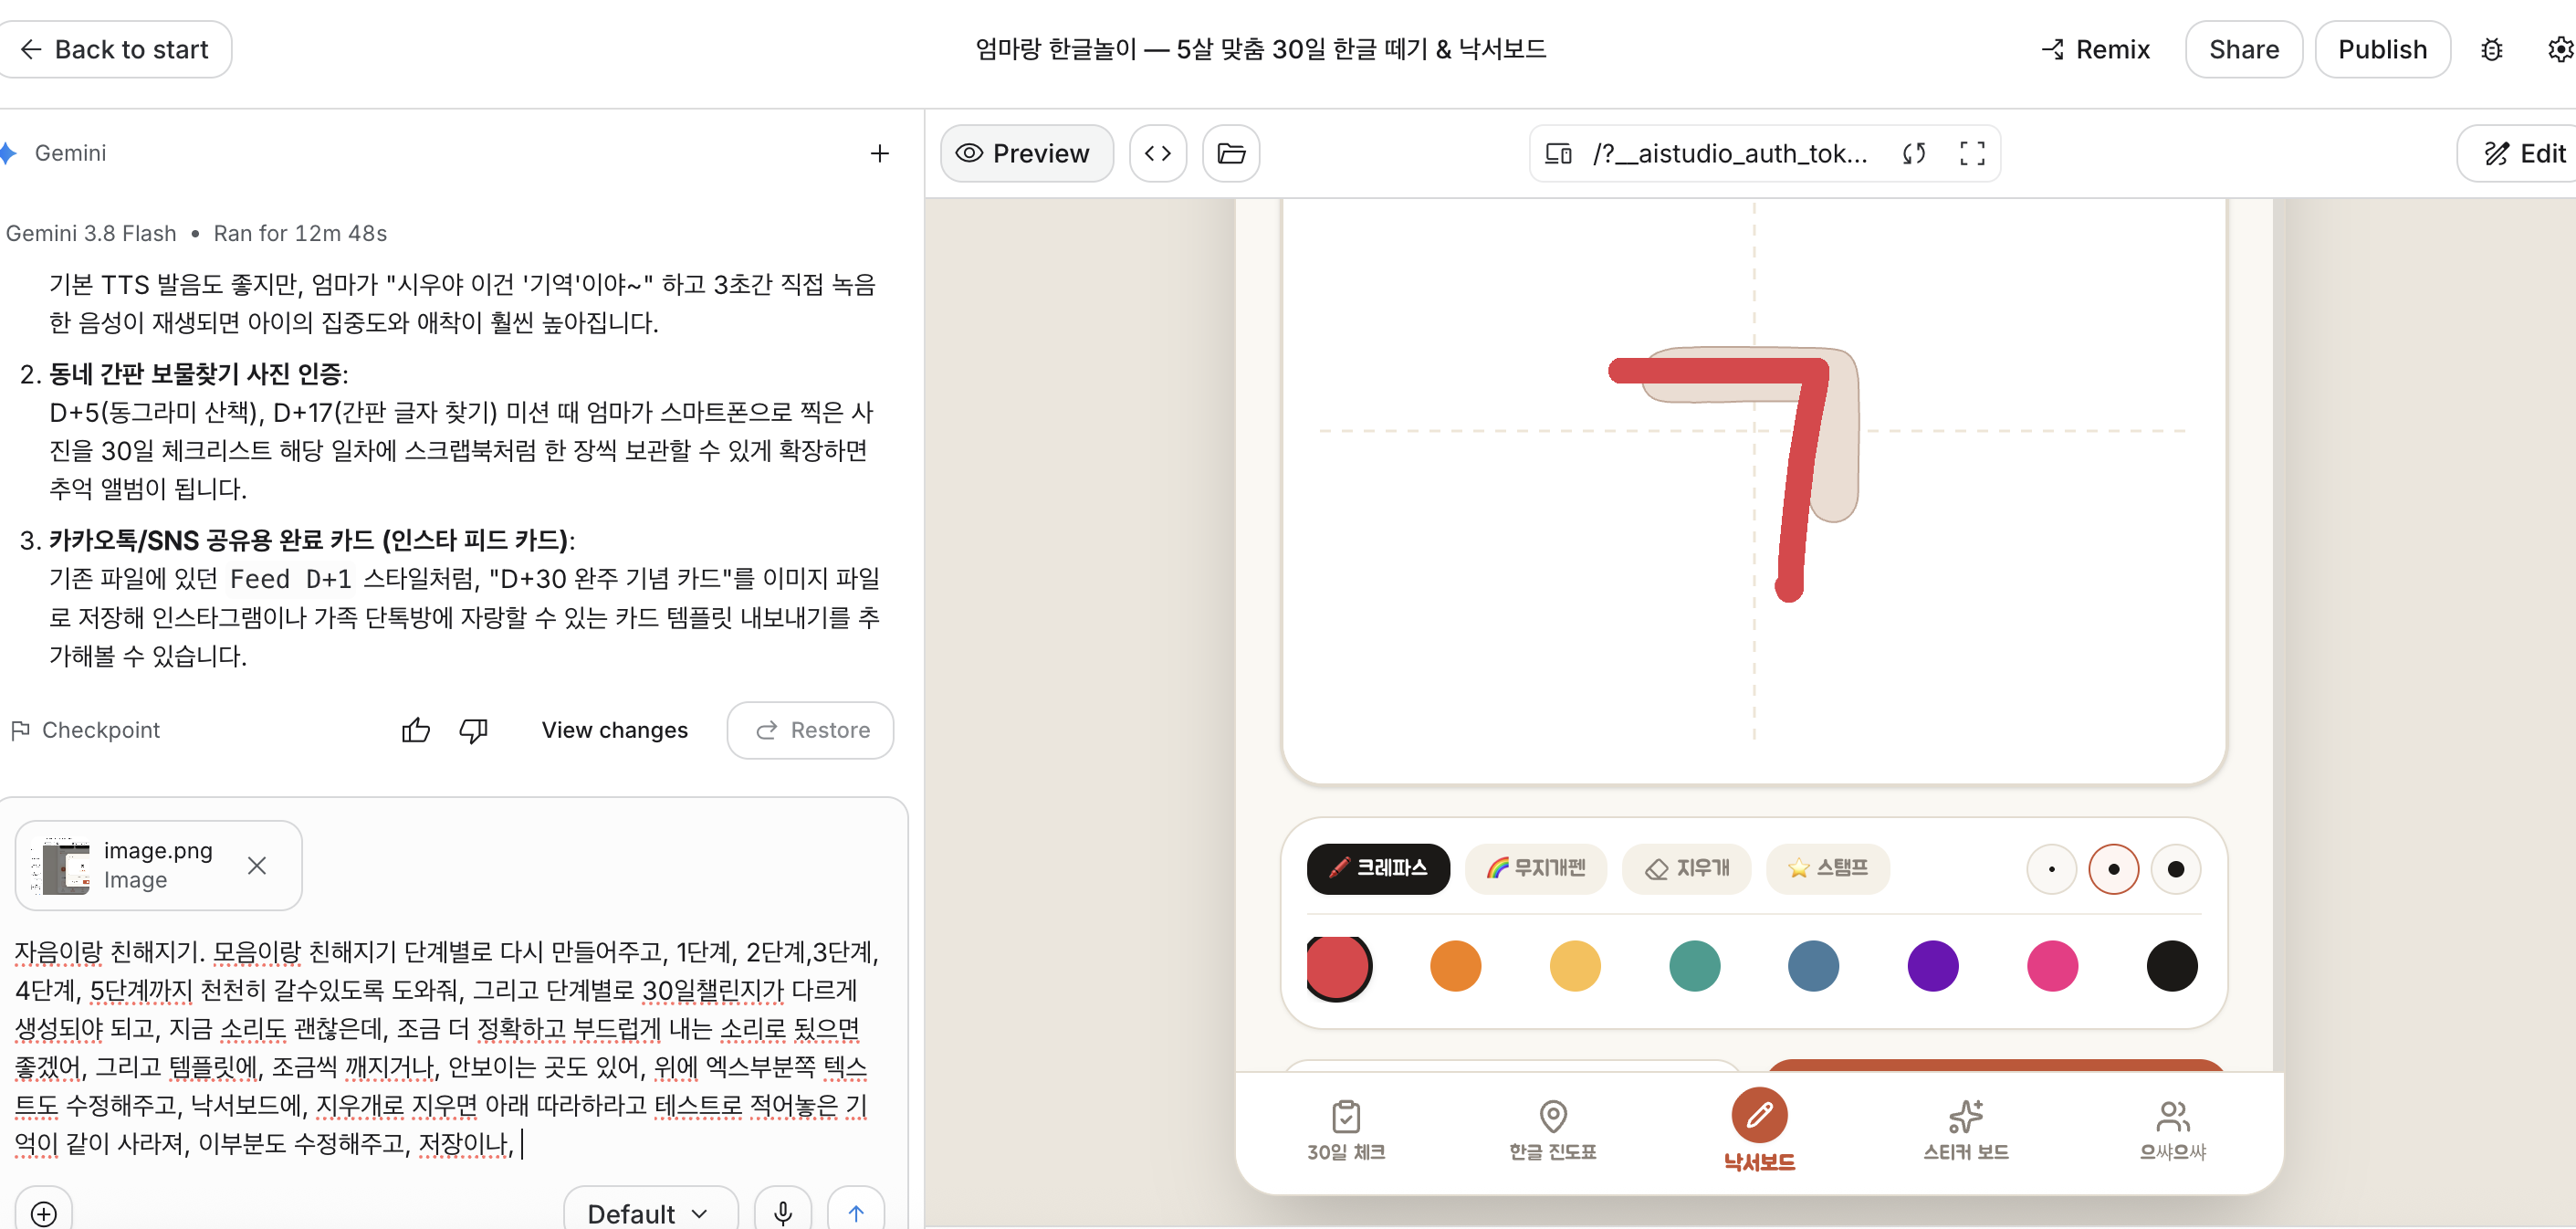 Back to start
엄마랑 한글놀이 — 5살 맞춤 30일 한글 떼기 & 낙서보드
Remix
Share
Publish
Gemini
Preview
/?__aistudio_auth_tok...
Edit
Gemini 3.8 Flash • Ran for 12m 48s
기본 TTS 발음도 좋지만, 엄마가 "시우야 이건 '기역'이야~" 하고 3초간 직접 녹음
한 음성이 재생되면 아이의 집중도와 애착이 훨씬 높아집니다.
2. 동네 간판 보물찾기 사진 인증:
D+5(동그라미 산책), D+17(간판 글자 찾기) 미션 때 엄마가 스마트폰으로 찍은 사
진을 30일 체크리스트 해당 일차에 스크랩북처럼 한 장씩 보관할 수 있게 확장하면
추억 앨범이 됩니다.
3. 카카오톡/SNS 공유용 완료 카드 (인스타 피드 카드):
기존 파일에 있던 Feed D+1 스타일처럼, "D+30 완주 기념 카드"를 이미지 파일
로 저장해 인스타그램이나 가족 단톡방에 자랑할 수 있는 카드 템플릿 내보내기를 추
가해볼 수 있습니다.
Checkpoint
View changes
Restore
image.png
Image
자음이랑 친해지기. 모음이랑 친해지기 단계별로 다시 만들어주고, 1단계, 2단계,3단계,
4단계, 5단계까지 천천히 갈수있도록 도와줘, 그리고 단계별로 30일챌린지가 다르게
생성되야 되고, 지금 소리도 괜찮은데, 조금 더 정확하고 부드럽게 내는 소리로 됬으면
좋겠어, 그리고 템플릿에, 조금씩 깨지거나, 안보이는 곳도 있어, 위에 엑스부분쪽 텍스
트도 수정해주고, 낙서보드에, 지우개로 지우면 아래 따라하라고 테스트로 적어놓은 기
억이 같이 사라져, 이부분도 수정해주고, 저장이나,
Default
크레파스
무지개펜
지우개
스탬프
30일 체크
한글 진도표
낙서보드
스티커 보드
으쌰으쌰